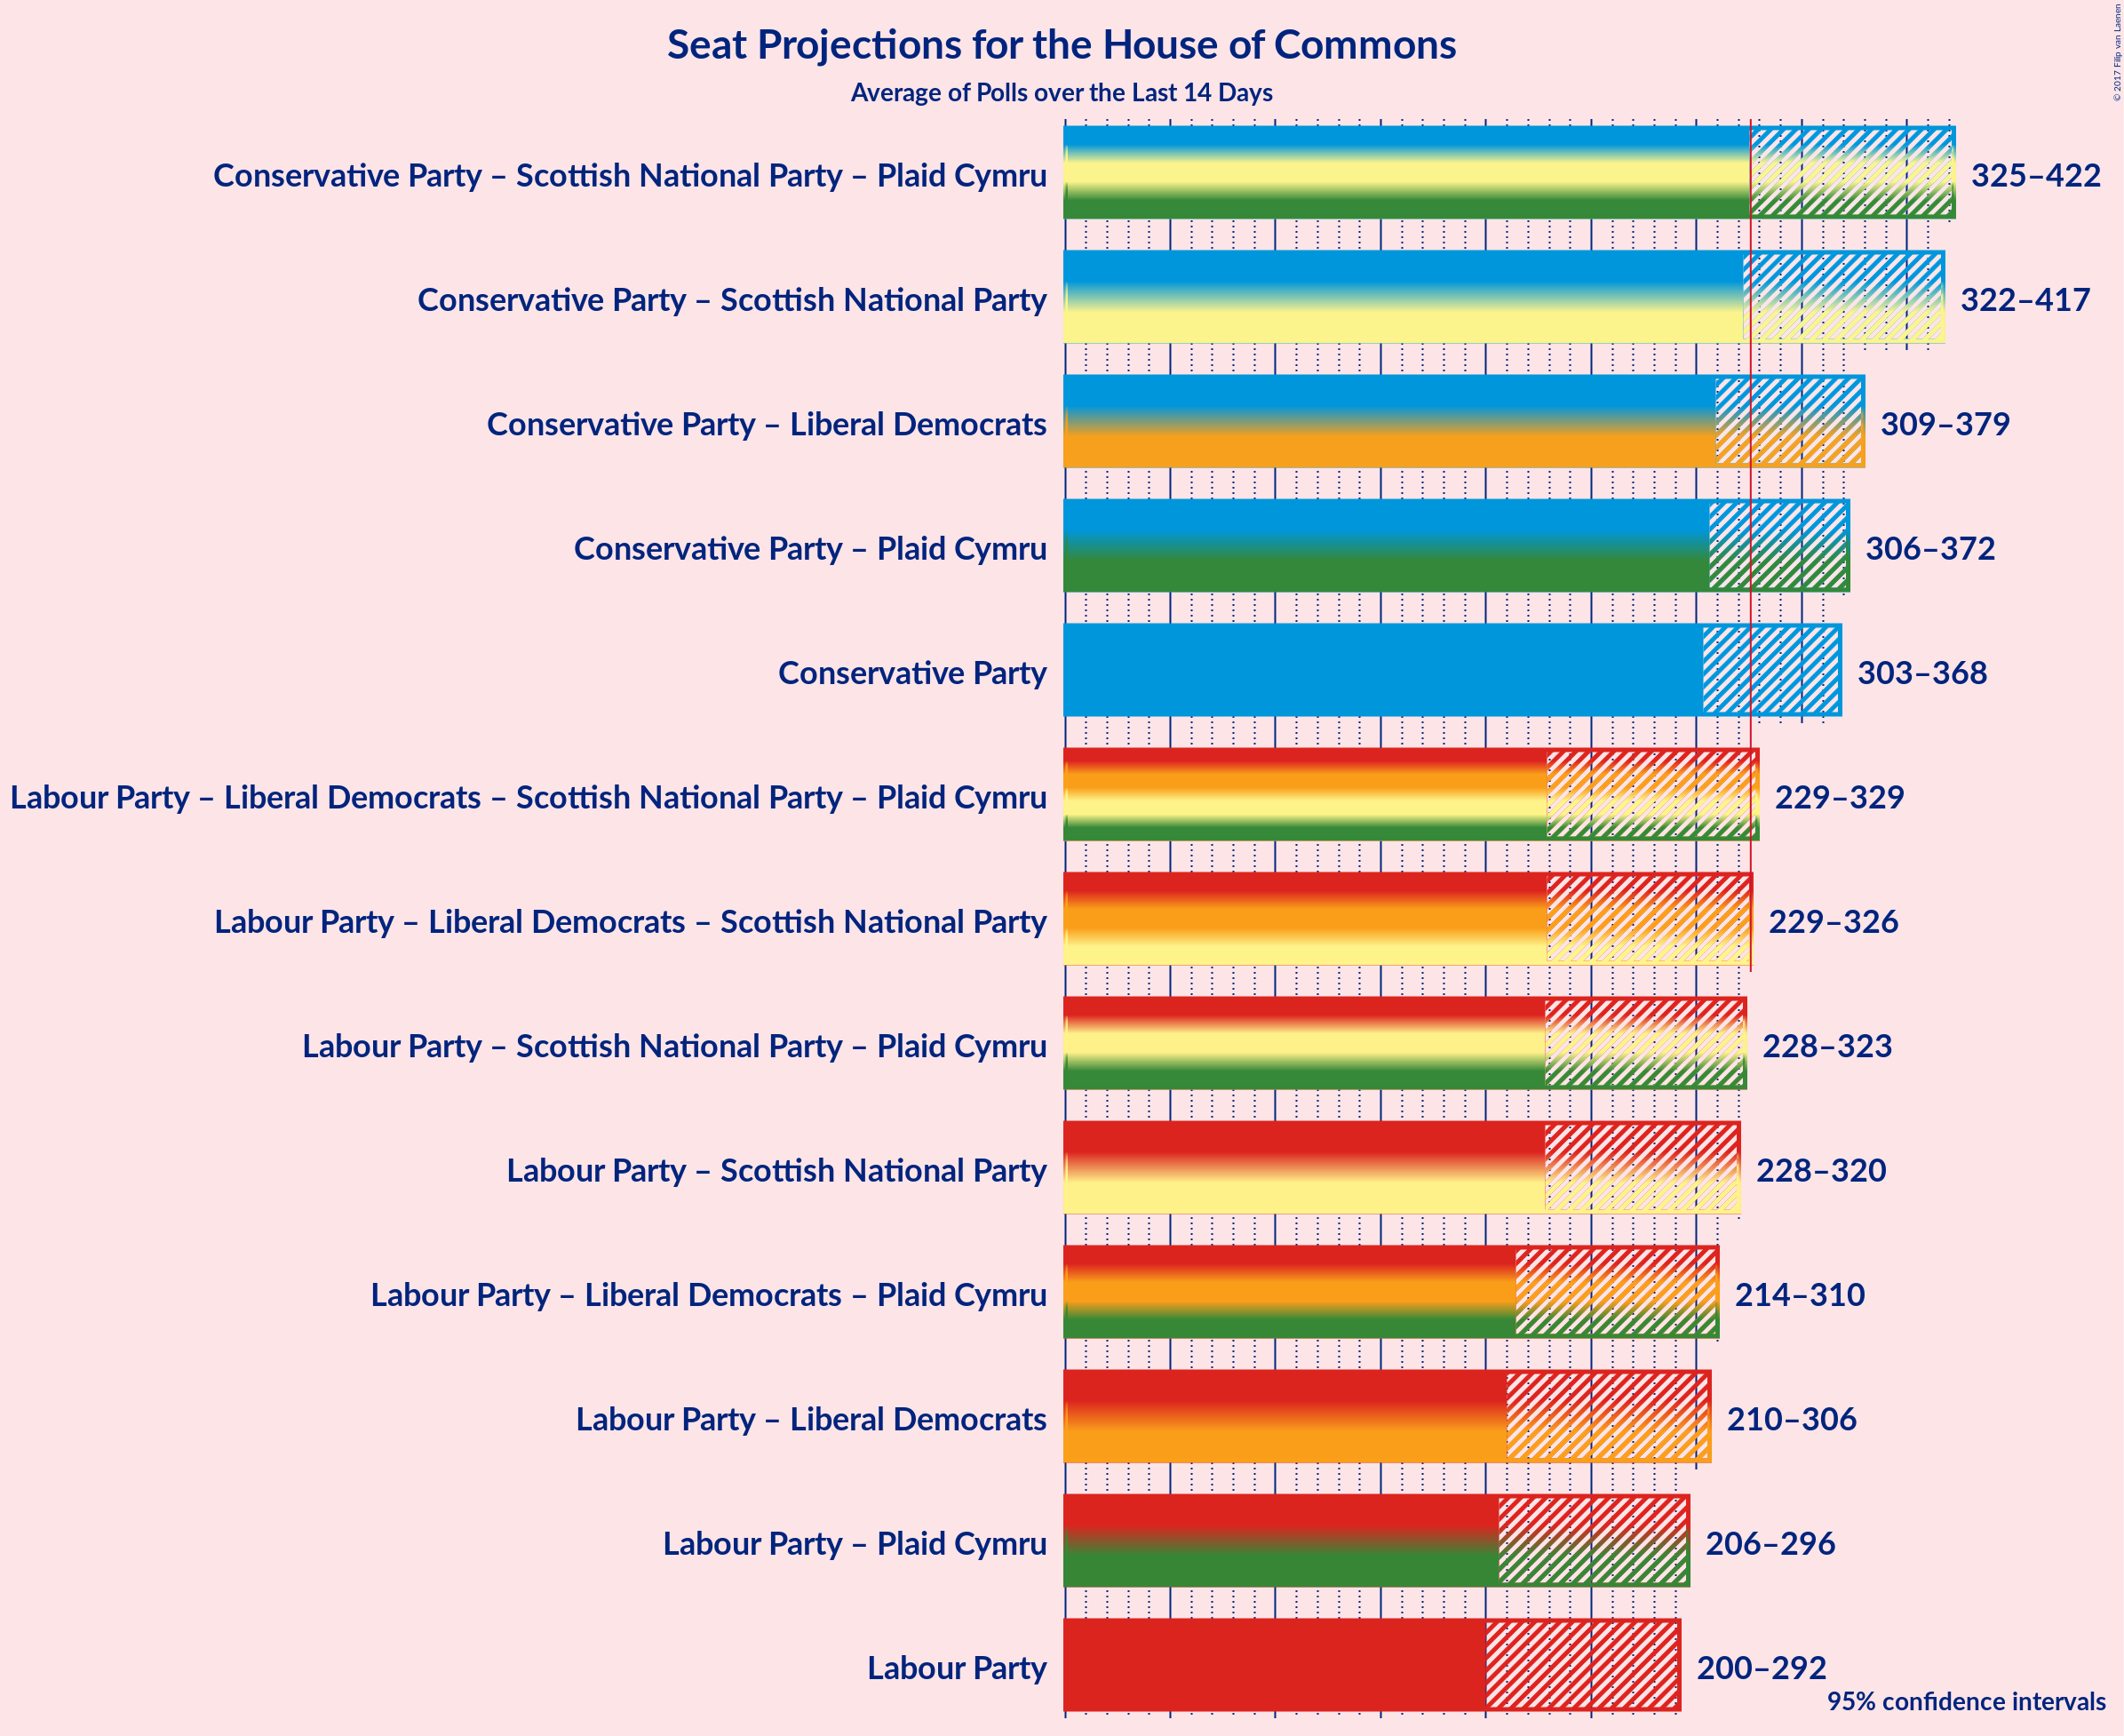 Seat Projections for the House of Commons
Average of Polls over the Last 14 Days
© 2017 Filip van Laenen
Conservative Party – Scottish National Party – Plaid Cymru 325–422
Conservative Party – Scottish National Party 322–417
Conservative Party – Liberal Democrats 309–379
Conservative Party – Plaid Cymru 306–372
Conservative Party 303–368
Labour Party – Liberal Democrats – Scottish National Party – Plaid Cymru 229–329
Labour Party – Liberal Democrats – Scottish National Party 229–326
Labour Party – Scottish National Party – Plaid Cymru 228–323
Labour Party – Scottish National Party 228–320
Labour Party – Liberal Democrats – Plaid Cymru 214–310
Labour Party – Liberal Democrats 210–306
Labour Party – Plaid Cymru 206–296
Labour Party 200–292
95% confidence intervals